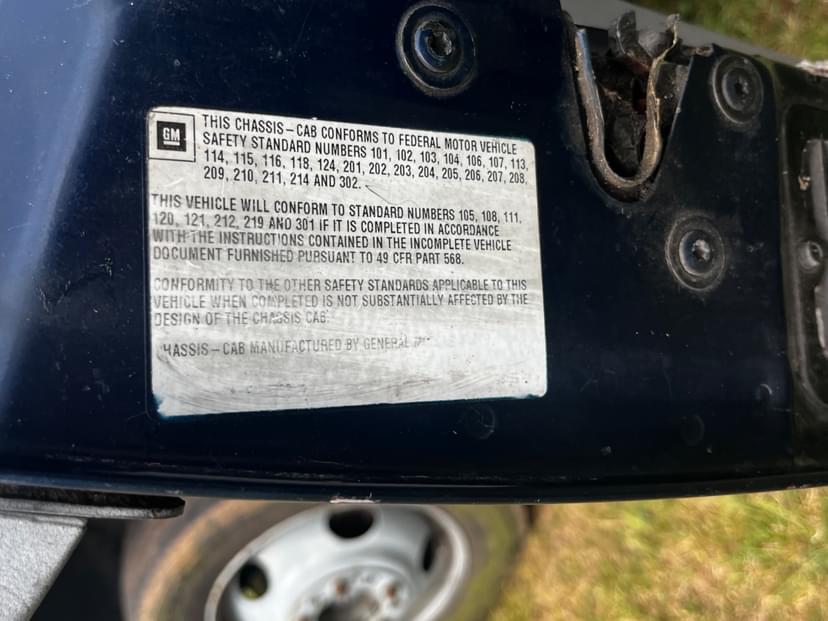 GM
THIS CHASSIS-CAB CONFORMS TO FEDERAL MOTOR VEHICLE
SAFETY STANDARD NUMBERS 101, 102, 103, 104, 106, 107, 113,
114, 115, 116, 118, 124, 201, 202, 203, 204, 205, 206, 207, 208,
209, 210, 211, 214 AND 302.
THIS VEHICLE WILL CONFORM TO STANDARD NUMBERS 105, 108, 111,
120, 121, 212, 219 AND 301 IF IT IS COMPLETED IN ACCORDANCE
WITH THE INSTRUCTIONS CONTAINED IN THE INCOMPLETE VEHICLE
DOCUMENT FURNISHED PURSUANT TO 49 CFR PART 568.
CONFORMITY TO THE OTHER SAFETY STANDARDS APPLICABLE TO THIS
VEHICLE WHEN COMPLETED IS NOT SUBSTANTIALLY AFFECTED BY THE
DESIGN OF THE CHASSIS CAB.
HASSIS-CAB MANUFACTURED BY GENERAL